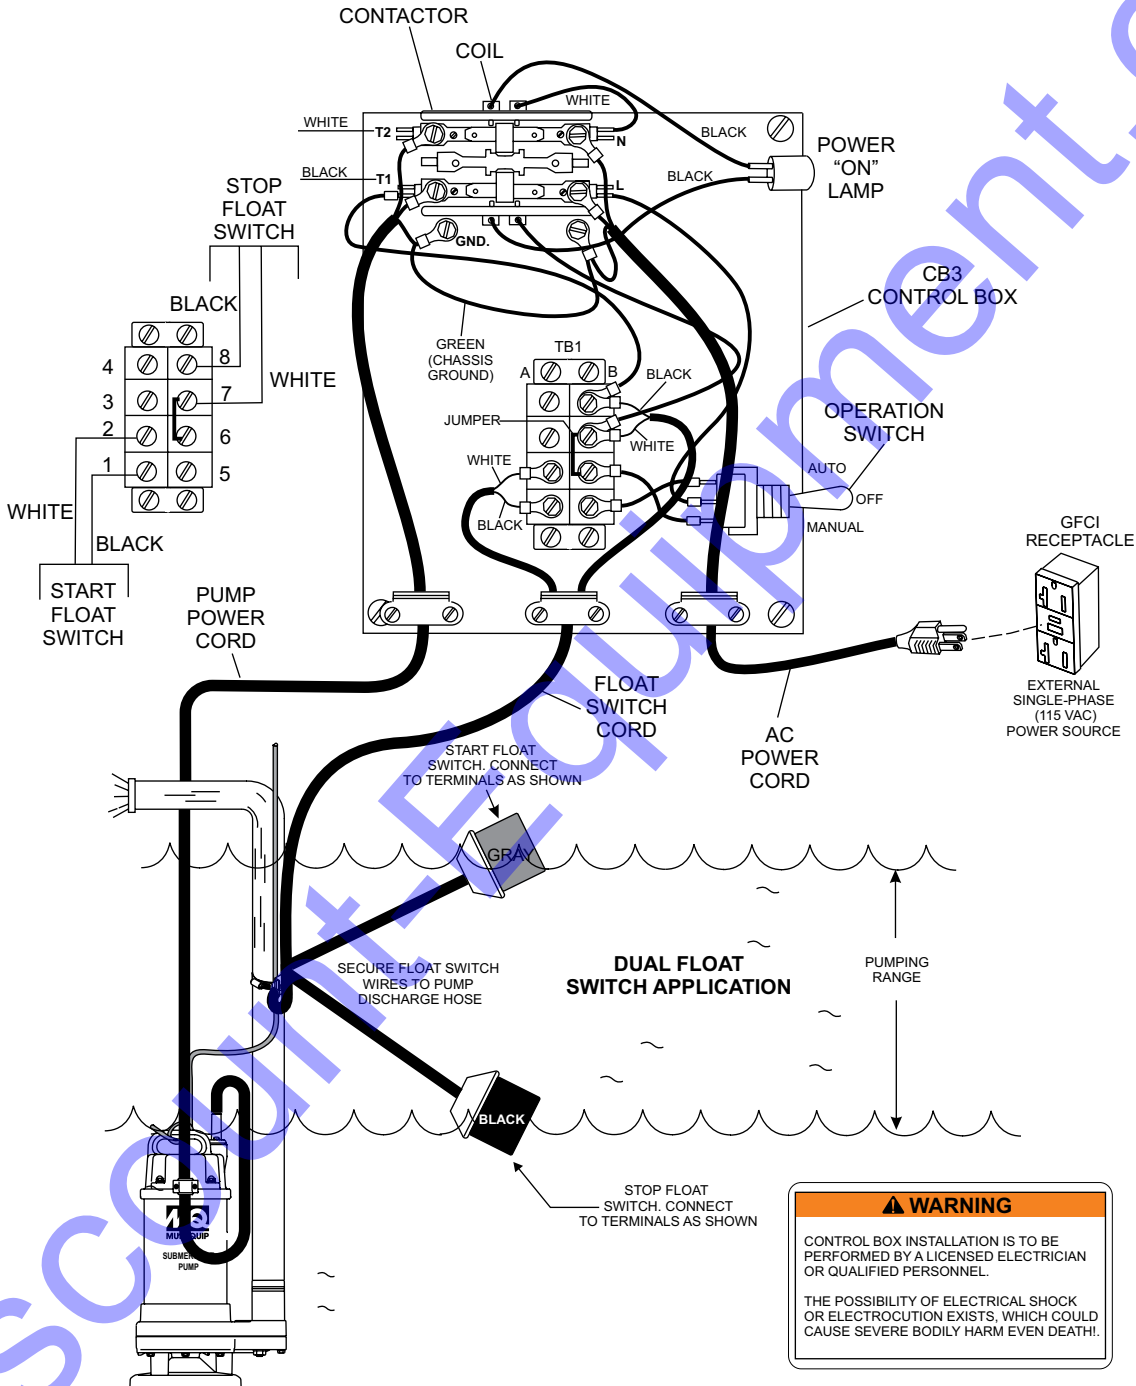 CONTACTOR
COIL
WHITE
WHITE
T2
N
BLACK
BLACK
T1
L
BLACK
POWER
“ON”
LAMP
GND.
STOP
FLOAT
SWITCH
BLACK
WHITE
4
8
3
7
2
6
1
5
WHITE
BLACK
START
FLOAT
SWITCH
CB3
CONTROL BOX
GREEN
(CHASSIS
GROUND)
TB1
A
B
BLACK
JUMPER
WHITE
WHITE
BLACK
OPERATION
SWITCH
AUTO
OFF
MANUAL
GFCI
RECEPTACLE
EXTERNAL
SINGLE-PHASE
(115 VAC)
POWER SOURCE
PUMP
POWER
CORD
FLOAT
SWITCH
CORD
AC
POWER
CORD
START FLOAT
SWITCH. CONNECT
TO TERMINALS AS SHOWN
GRAY
SECURE FLOAT SWITCH
WIRES TO PUMP
DISCHARGE HOSE
DUAL FLOAT
SWITCH APPLICATION
PUMPING
RANGE
BLACK
STOP FLOAT
SWITCH. CONNECT
TO TERMINALS AS SHOWN
MQ
PUMP
WARNING
CONTROL BOX INSTALLATION IS TO BE
PERFORMED BY A LICENSED ELECTRICIAN
OR QUALIFIED PERSONNEL.
THE POSSIBILITY OF ELECTRICAL SHOCK
OR ELECTROCUTION EXISTS, WHICH COULD
CAUSE SEVERE BODILY HARM EVEN DEATH!.
scount-Equipment.c